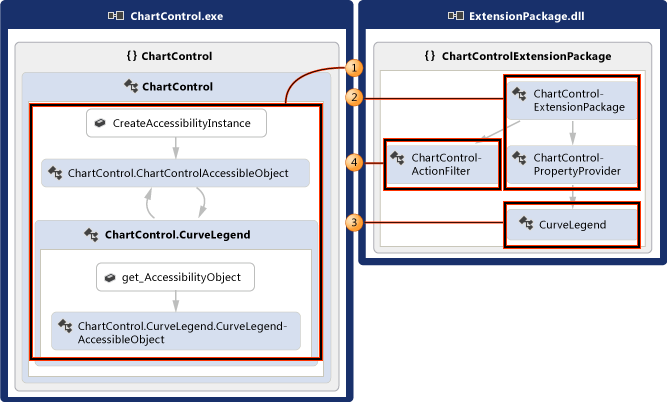 ChartControl.exe
{} ChartControl
ChartControl
CreateAccessibilityInstance
ChartControl.ChartControlAccessibleObject
ChartControl.CurveLegend
get_AccessibilityObject
ChartControl.CurveLegend.CurveLegend-
AccessibleObject
1
2
4
3
ExtensionPackage.dll
{} ChartControlExtensionPackage
ChartControl-
ExtensionPackage
ChartControl-
ActionFilter
ChartControl-
PropertyProvider
CurveLegend